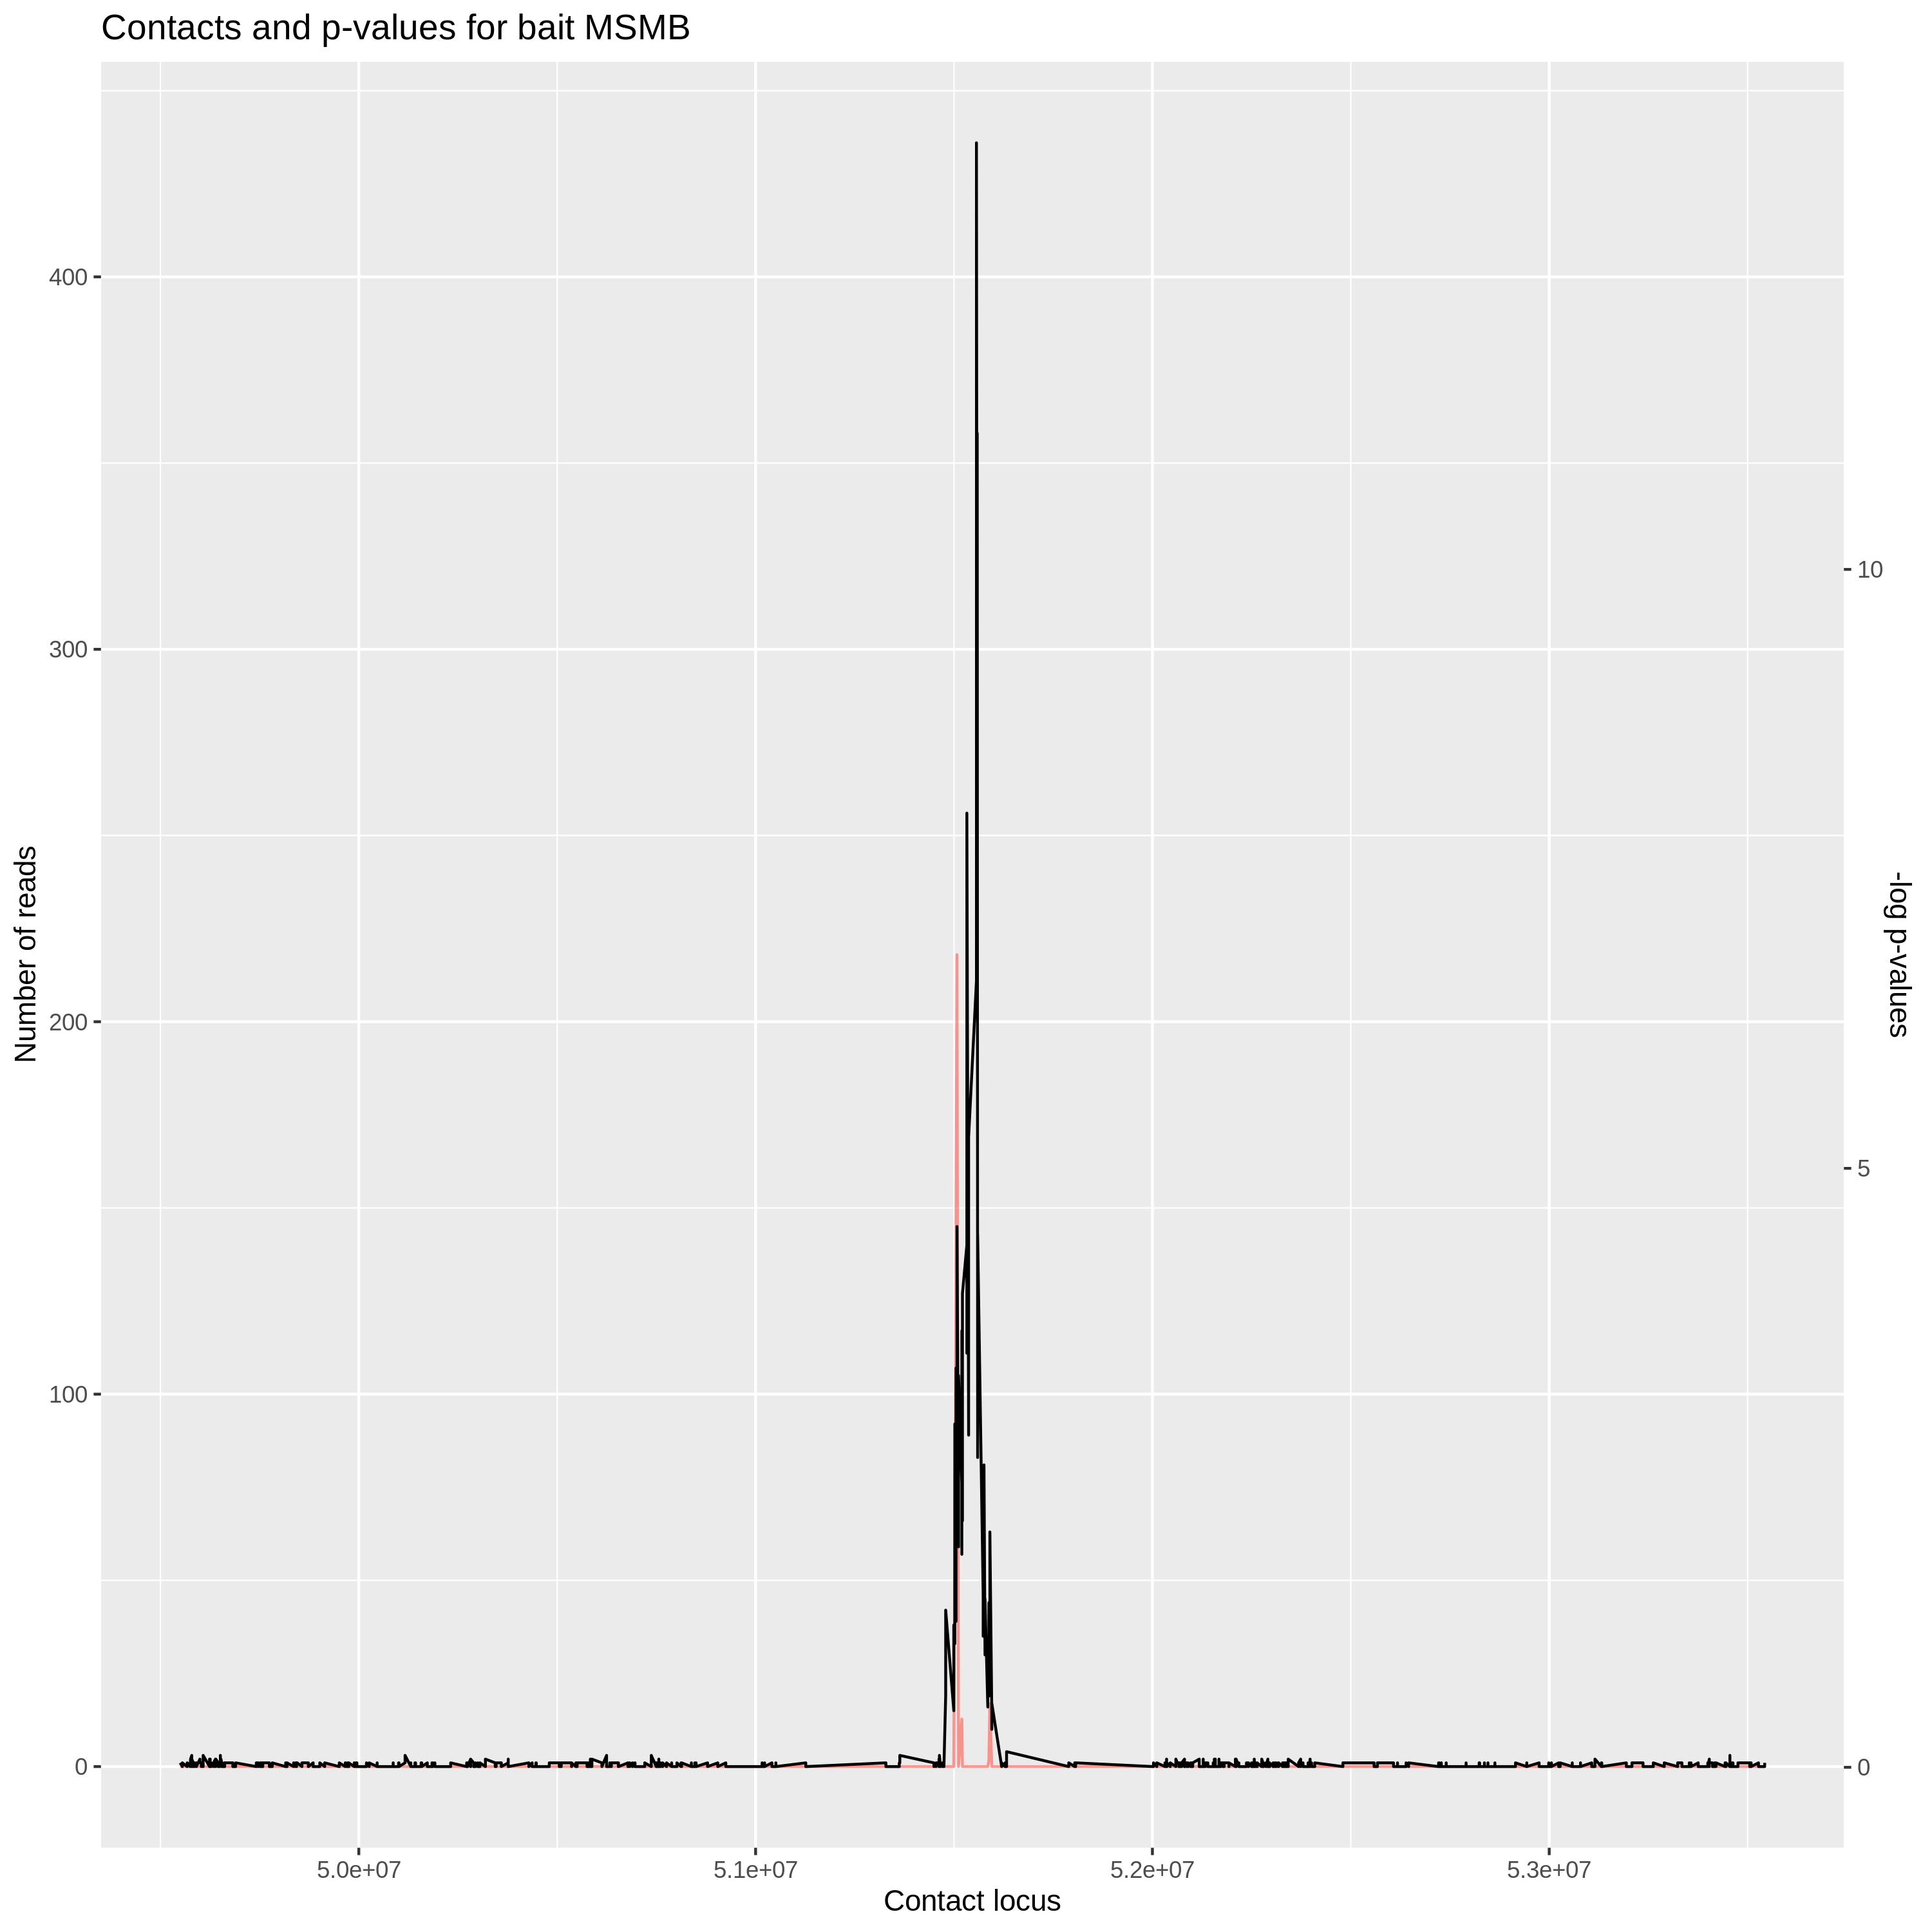 Contacts and p-values for bait MSMB
400
300
200
100
0
Number of reads
10
5
0
-log p-values
5.0e+07
5.1e+07
5.2e+07
5.3e+07
Contact locus